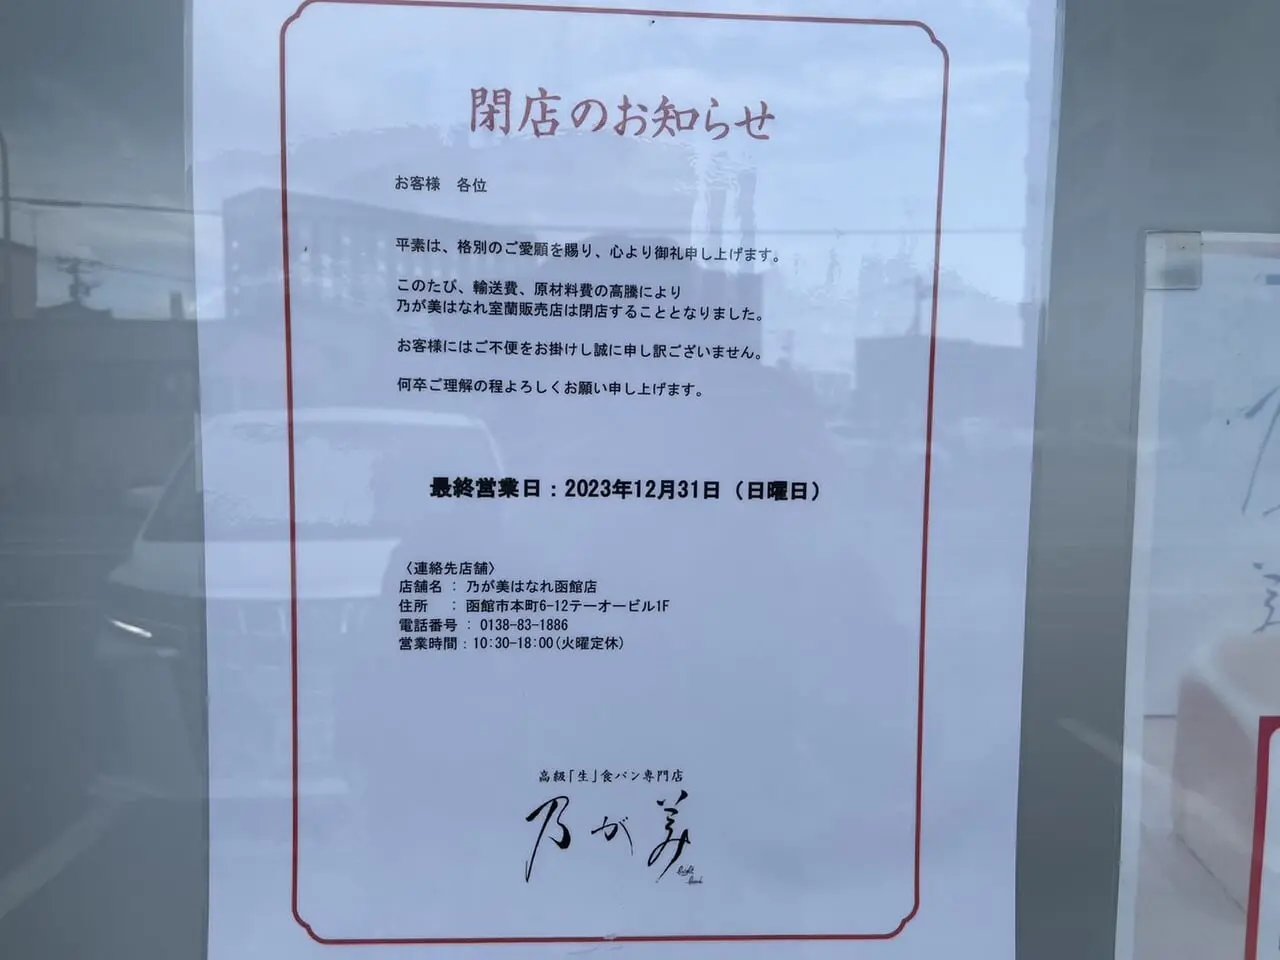 閉店のお知らせ
お客様　各位
平素は、格別のご愛顧を賜り、心より御礼申し上げます。
このたび、輸送費、原材料費の高騰により
乃が美はなれ室蘭販売店は閉店することとなりました。
お客様にはご不便をお掛けし誠に申し訳ございません。
何卒ご理解の程よろしくお願い申し上げます。
最終営業日：2023年12月31日（日曜日）
〈連絡先店舗〉
店舗名 ： 乃が美はなれ函館店
住所　 ： 函館市本町6-12テーオービル1F
電話番号 ： 0138-83-1886
営業時間：10:30-18:00(火曜定休)
高級「生」食パン専門店
乃が美